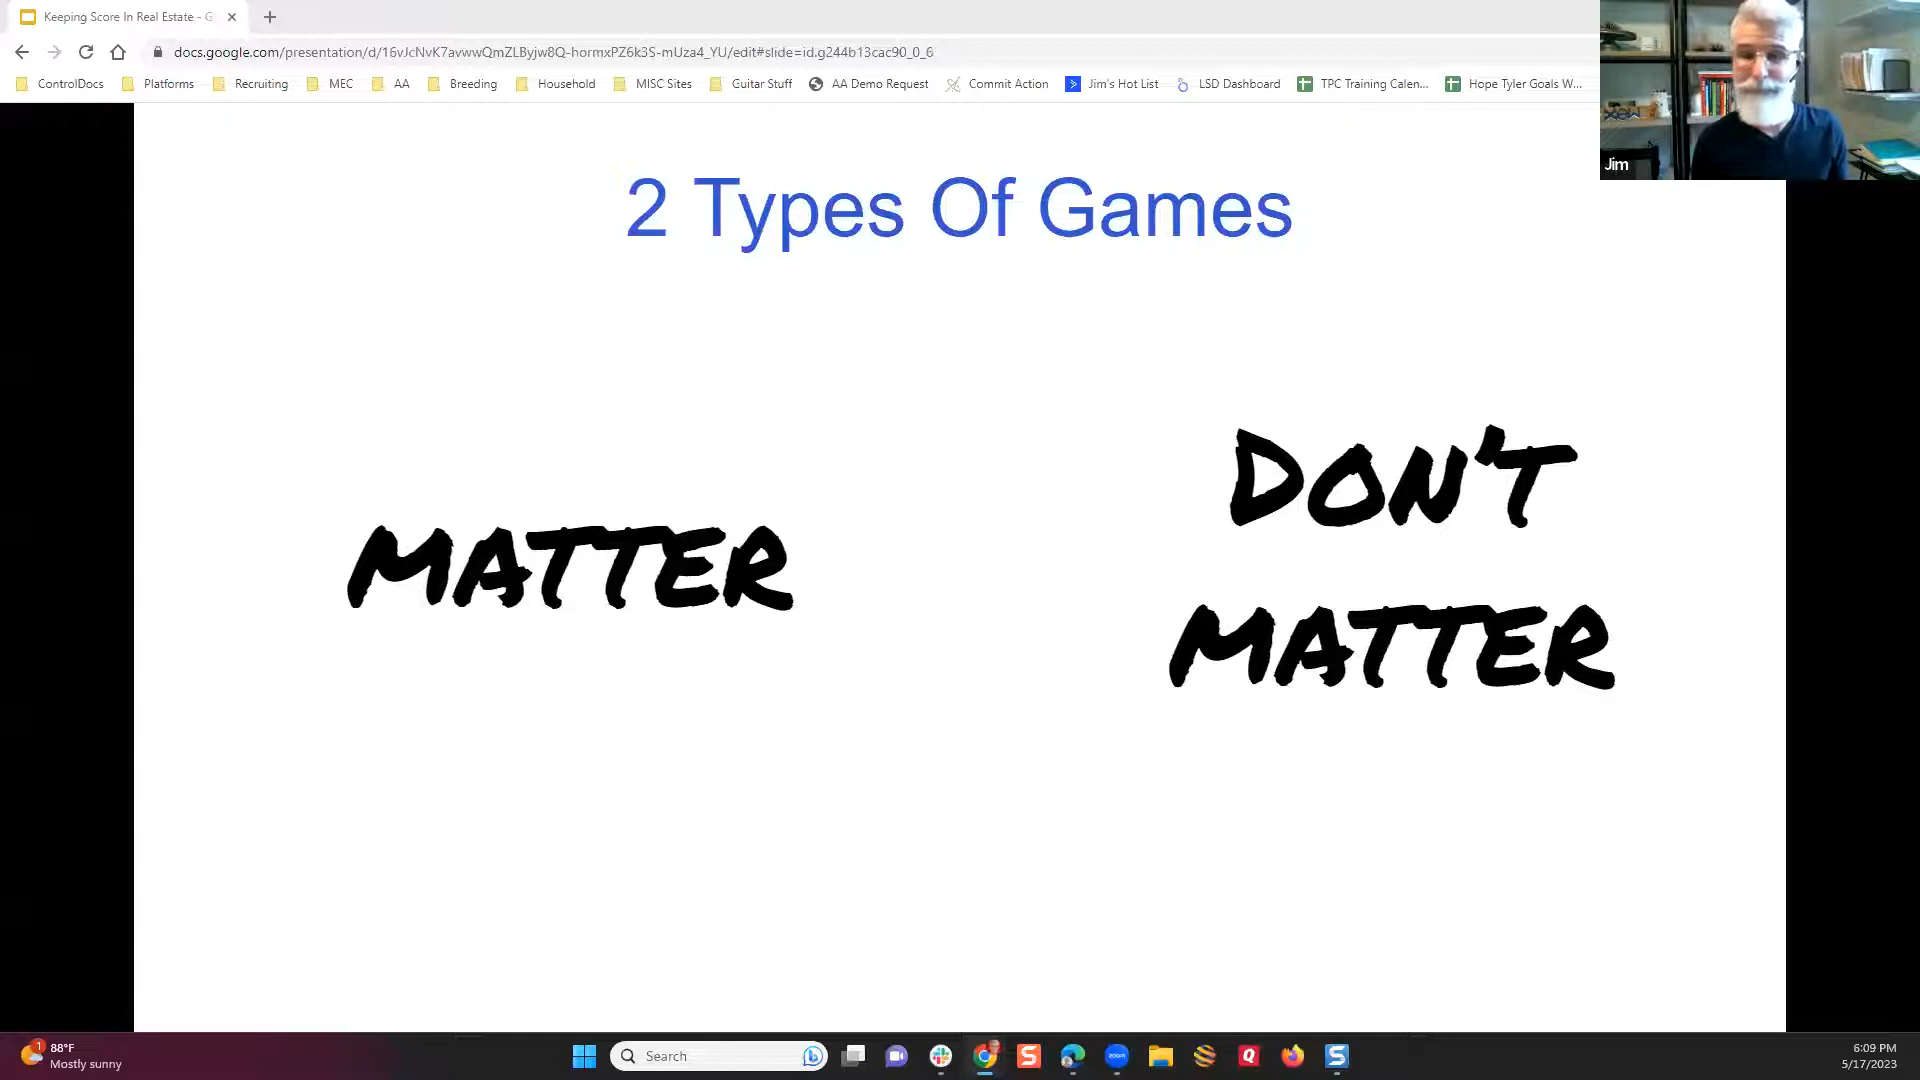 Keeping Score In Real Estate - G
docs.google.com/presentation/d/16vJcNvK7avwwQmZLByjw8Q-hormxPZ6k3S-mUza4_YU/edit#slide=id.g244b13cac90_0_6
ControlDocs Platforms Recruiting MEC AA Breeding Household MISC Sites Guitar Stuff AA Demo Request Commit Action Jim's Hot List LSD Dashboard TPC Training Calen... Hope Tyler Goals W...
Jim
2 Types Of Games
MATTER
DON'T
MATTER
1
88°F
Mostly sunny
Search
zoom
6:09 PM
5/17/2023